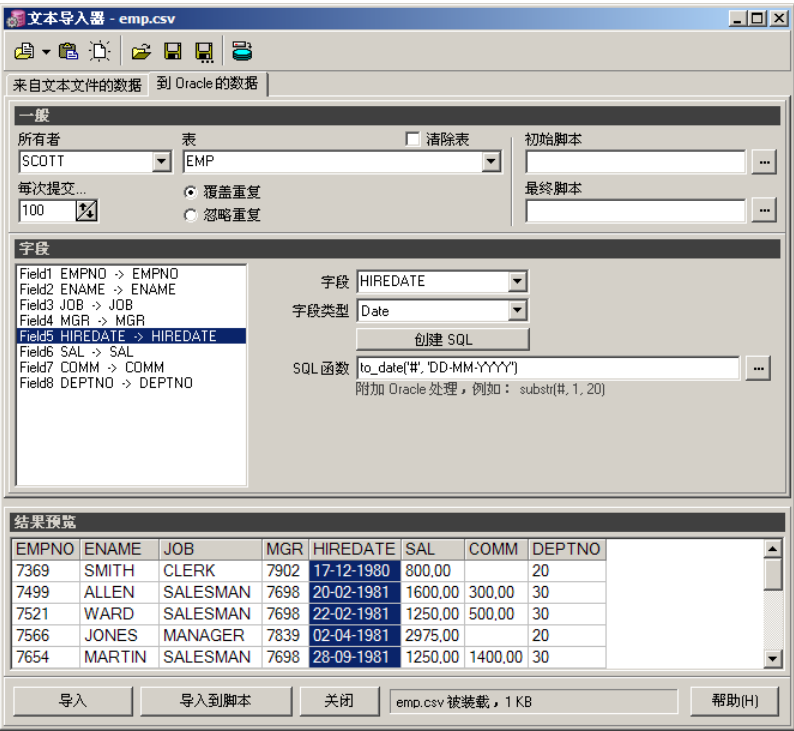 文本导入器 - emp.csv
来自文本文件的数据 到 Oracle 的数据
一般
所有者 表 清除表 初始脚本
SCOTT EMP ...
每次提交... 覆盖重复 最终脚本
100 忽略重复 ...
字段
Field1 EMPNO -> EMPNO
Field2 ENAME -> ENAME
Field3 JOB -> JOB
Field4 MGR -> MGR
Field5 HIREDATE -> HIREDATE
Field6 SAL -> SAL
Field7 COMM -> COMM
Field8 DEPTNO -> DEPTNO
字段 HIREDATE
字段类型 Date
创建 SQL
SQL 函数 to_date('#', 'DD-MM-YYYY') ...
附加 Oracle 处理，例如： substr(#, 1, 20)
结果预览
EMPNO ENAME JOB MGR HIREDATE SAL COMM DEPTNO
7369 SMITH CLERK 7902 17-12-1980 800,00 20
7499 ALLEN SALESMAN 7698 20-02-1981 1600,00 300,00 30
7521 WARD SALESMAN 7698 22-02-1981 1250,00 500,00 30
7566 JONES MANAGER 7839 02-04-1981 2975,00 20
7654 MARTIN SALESMAN 7698 28-09-1981 1250,00 1400,00 30
导入 导入到脚本 关闭 emp.csv 被装载，1 KB 帮助(H)